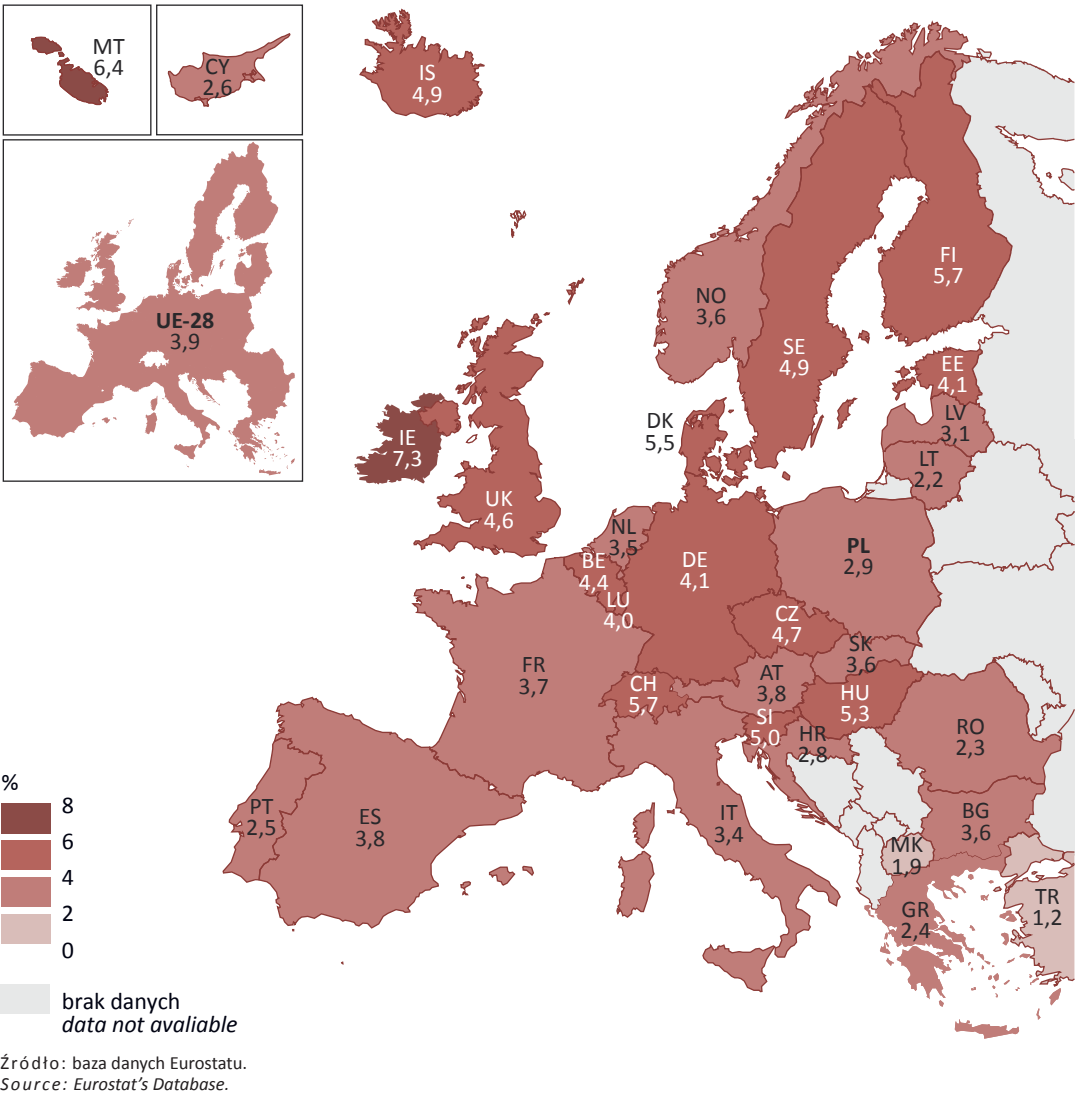 MT
6,4
CY
2,6
IS
4,9
UE-28
3,9
NO
3,6
FI
5,7
SE
4,9
EE
4,1
LV
3,1
LT
2,2
DK
5,5
IE
7,3
UK
4,6
NL
3,5
BE
4,4
LU
4,0
DE
4,1
PL
2,9
CZ
4,7
SK
3,6
FR
3,7
CH
5,7
AT
3,8
HU
5,3
SI
5,0
HR
2,8
RO
2,3
PT
2,5
ES
3,8
IT
3,4
BG
3,6
MK
1,9
GR
2,4
TR
1,2
%
8
6
4
2
0
brak danych
data not avaliable
Źródło: baza danych Eurostatu.
Source: Eurostat's Database.